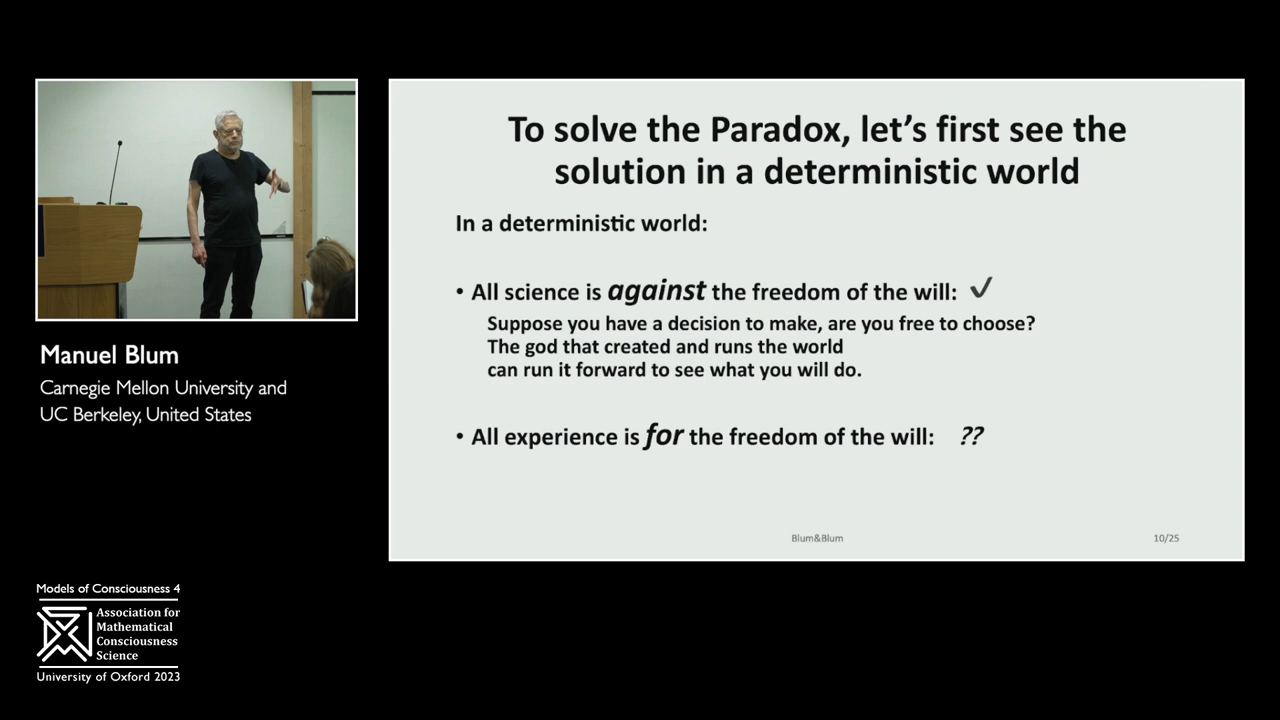 To solve the Paradox, let's first see the
solution in a deterministic world
In a deterministic world:
• All science is against the freedom of the will: ✓
Suppose you have a decision to make, are you free to choose?
The god that created and runs the world
can run it forward to see what you will do.
• All experience is for the freedom of the will: ??
Blum&Blum
10/25
Manuel Blum
Carnegie Mellon University and
UC Berkeley, United States
Models of Consciousness 4
Association for
Mathematical
Consciousness
Science
University of Oxford 2023